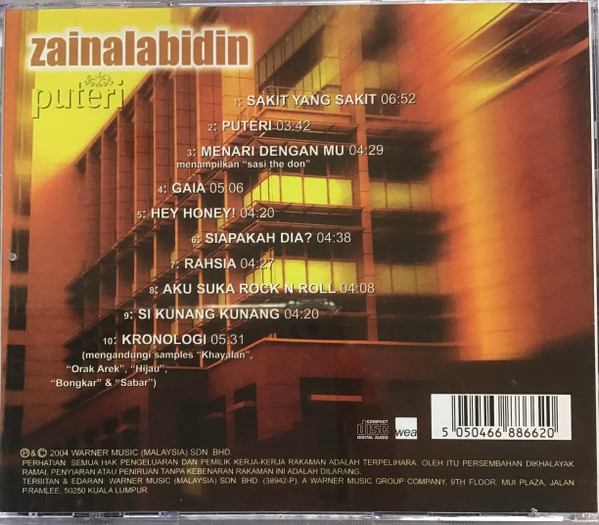 zainalabidin
puteri
1: SAKIT YANG SAKIT 06:52
2: PUTERI 03:42
3: MENARI DENGAN MU 04:29
menampilkan "sasi the don"
4: GAIA 05:06
5: HEY HONEY! 04:20
6: SIAPAKAH DIA? 04:38
7: RAHSIA 04:27
8: AKU SUKA ROCK N ROLL 04:08
9: SI KUNANG KUNANG 04:20
10: KRONOLOGI 05:31
(mengandungi samples "Khayalan",
"Orak Arek", "Hijau",
"Bongkar" & "Sabar")
COMPACT
disc
DIGITAL AUDIO
wea
5 050466 886620
℗&© 2004 WARNER MUSIC (MALAYSIA) SDN. BHD.
PERHATIAN: SEMUA HAK PENGELUARAN DAN PEMILIK KERJA-KERJA RAKAMAN ADALAH TERPELIHARA. OLEH ITU PERSEMBAHAN DIKHALAYAK
RAMAI, PENYIARAN ATAU PENIRUAN TANPA KEBENARAN RAKAMAN INI ADALAH DILARANG.
TERBITAN & EDARAN: WARNER MUSIC (MALAYSIA) SDN. BHD. (38942-P). A WARNER MUSIC GROUP COMPANY. 9TH FLOOR, MUI PLAZA, JALAN
P.RAMLEE, 50250 KUALA LUMPUR.